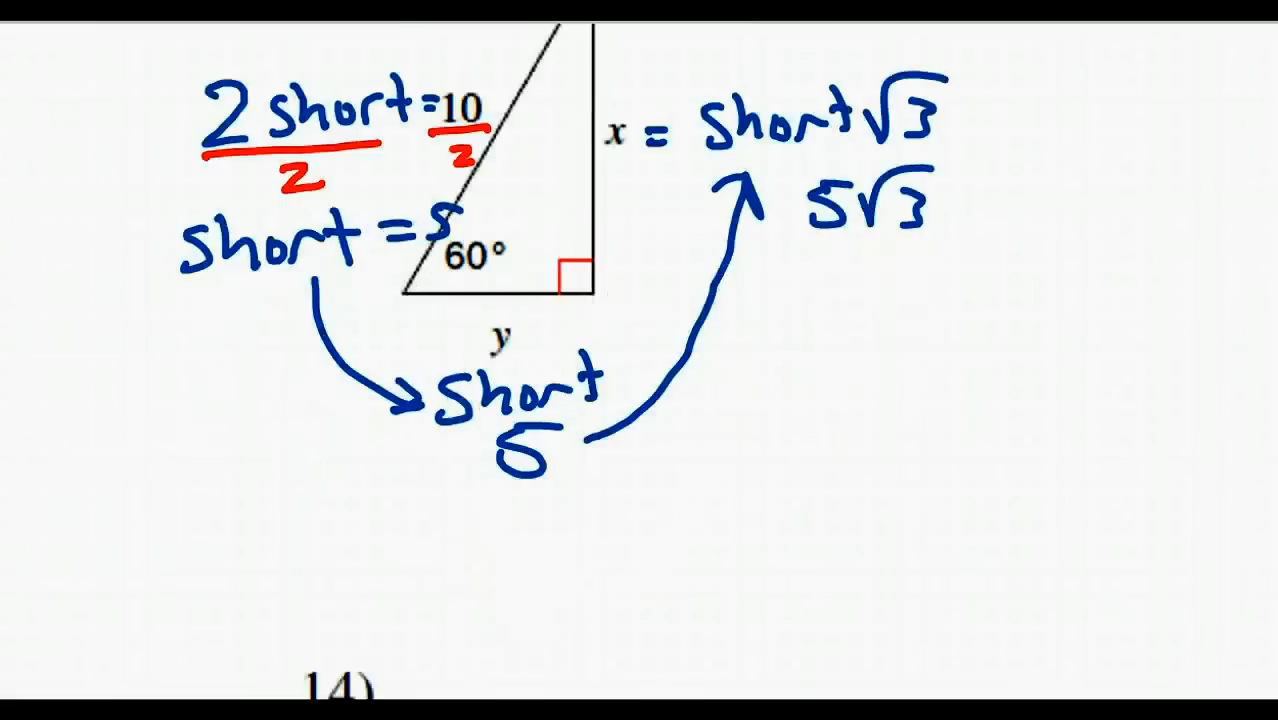 2 short = 10
2 2
short = 5
60°
x = short √3
5√3
y
short
5
14)